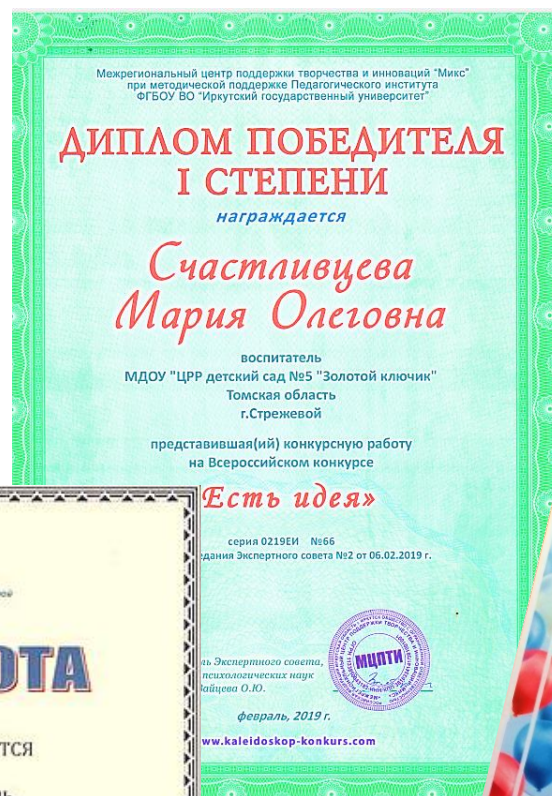 Межрегиональный центр поддержки творчества и инноваций "Микс"
при методической поддержке Педагогического института
ФГБОУ ВО "Иркутский государственный университет"
ДИПЛОМ ПОБЕДИТЕЛЯ
I СТЕПЕНИ
награждается
Счастливцева
Мария Олеговна
воспитатель
МДОУ "ЦРР детский сад №5 "Золотой ключик"
Томская область
г.Стрежевой
представившая(ий) конкурсную работу
на Всероссийском конкурсе
Есть идея»
серия 0219ЕИ №66
едания Экспертного совета №2 от 06.02.2019 г.
ль Экспертного совета,
психологических наук
айцева О.Ю.
МЦПТИ
февраль, 2019 г.
www.kaleidoskop-konkurs.com
ОТА
тся